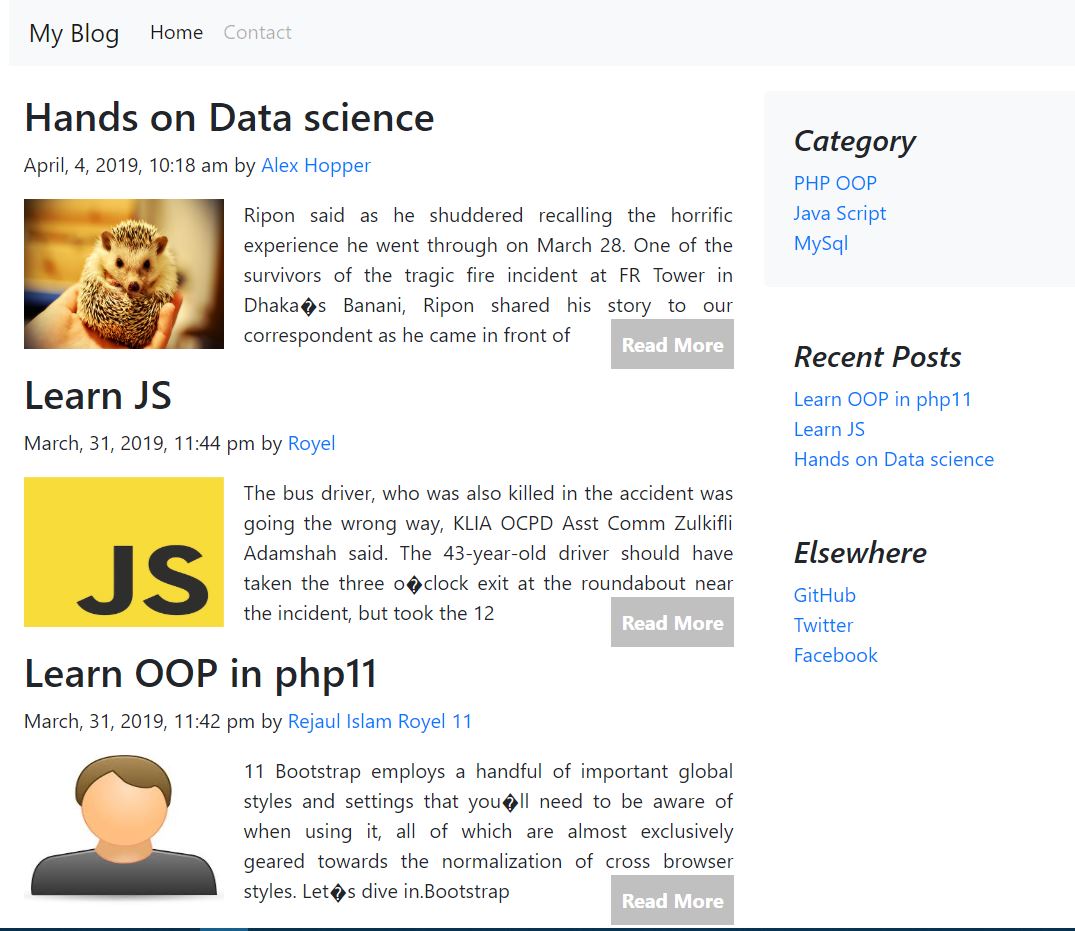 My Blog Home Contact
Hands on Data science
April, 4, 2019, 10:18 am by Alex Hopper
Ripon said as he shuddered recalling the horrific
experience he went through on March 28. One of the
survivors of the tragic fire incident at FR Tower in
Dhaka�s Banani, Ripon shared his story to our
correspondent as he came in front of
Read More
Learn JS
March, 31, 2019, 11:44 pm by Royel
JS
The bus driver, who was also killed in the accident was
going the wrong way, KLIA OCPD Asst Comm Zulkifli
Adamshah said. The 43-year-old driver should have
taken the three o�clock exit at the roundabout near
the incident, but took the 12
Read More
Learn OOP in php11
March, 31, 2019, 11:42 pm by Rejaul Islam Royel 11
11 Bootstrap employs a handful of important global
styles and settings that you�ll need to be aware of
when using it, all of which are almost exclusively
geared towards the normalization of cross browser
styles. Let�s dive in.Bootstrap
Read More
Category
PHP OOP
Java Script
MySql
Recent Posts
Learn OOP in php11
Learn JS
Hands on Data science
Elsewhere
GitHub
Twitter
Facebook